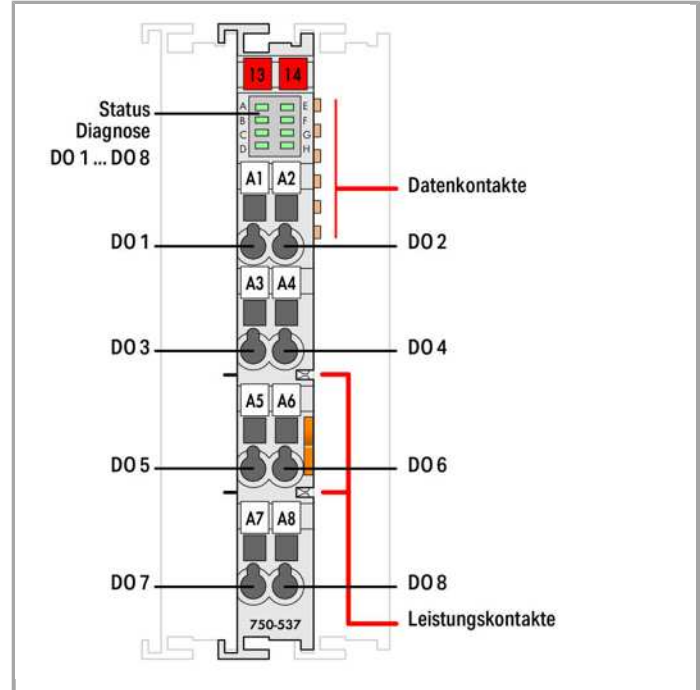 13 14
Status
Diagnose
DO 1 ... DO 8
A E
B F
C G
D H
A1 A2
Datenkontakte
DO 1 DO 2
A3 A4
DO 3 DO 4
A5 A6
DO 5 DO 6
A7 A8
DO 7 DO 8
Leistungskontakte
750-537